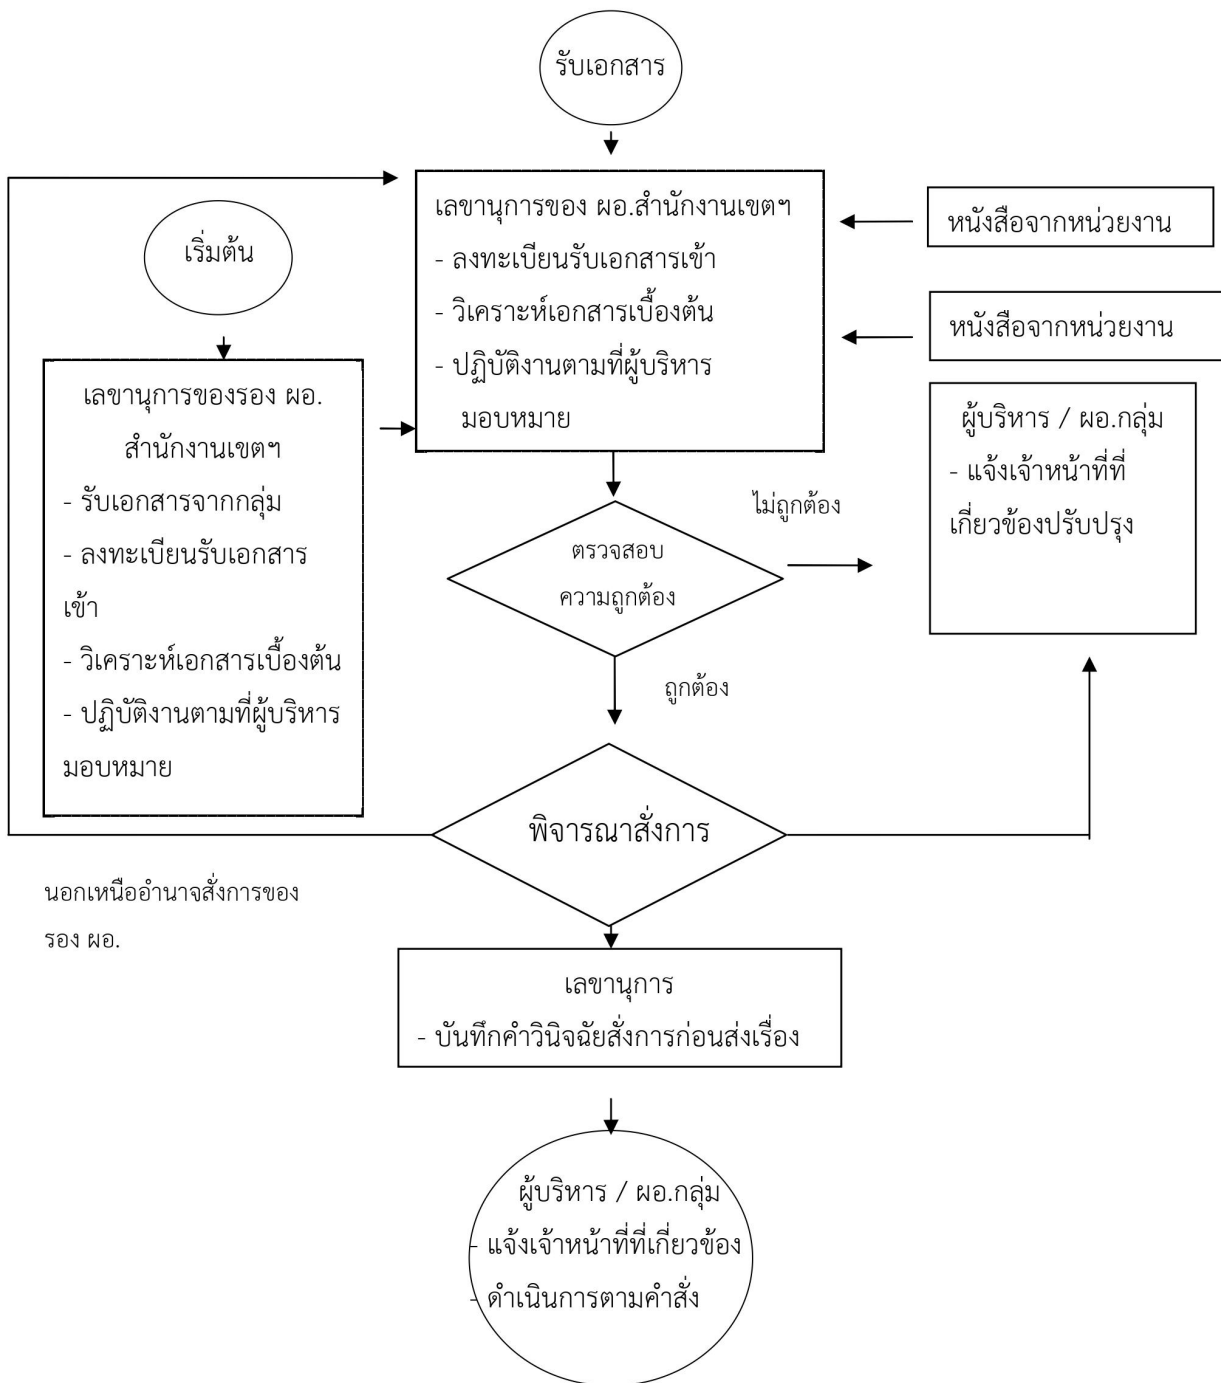 รับเอกสาร
เลขานุการของ ผอ.สำนักงานเขตฯ
- ลงทะเบียนรับเอกสารเข้า
- วิเคราะห์เอกสารเบื้องต้น
- ปฏิบัติงานตามที่ผู้บริหาร
มอบหมาย
หนังสือจากหน่วยงาน
หนังสือจากหน่วยงาน
เริ่มต้น
เลขานุการของรอง ผอ.
สำนักงานเขตฯ
- รับเอกสารจากกลุ่ม
- ลงทะเบียนรับเอกสาร
เข้า
- วิเคราะห์เอกสารเบื้องต้น
- ปฏิบัติงานตามที่ผู้บริหาร
มอบหมาย
ผู้บริหาร / ผอ.กลุ่ม
- แจ้งเจ้าหน้าที่ที่
เกี่ยวข้องปรับปรุง
ไม่ถูกต้อง
ตรวจสอบ
ความถูกต้อง
ถูกต้อง
พิจารณาสั่งการ
นอกเหนืออำนาจสั่งการของ
รอง ผอ.
เลขานุการ
- บันทึกคำวินิจฉัยสั่งการก่อนส่งเรื่อง
ผู้บริหาร / ผอ.กลุ่ม
- แจ้งเจ้าหน้าที่ที่เกี่ยวข้อง
- ดำเนินการตามคำสั่ง